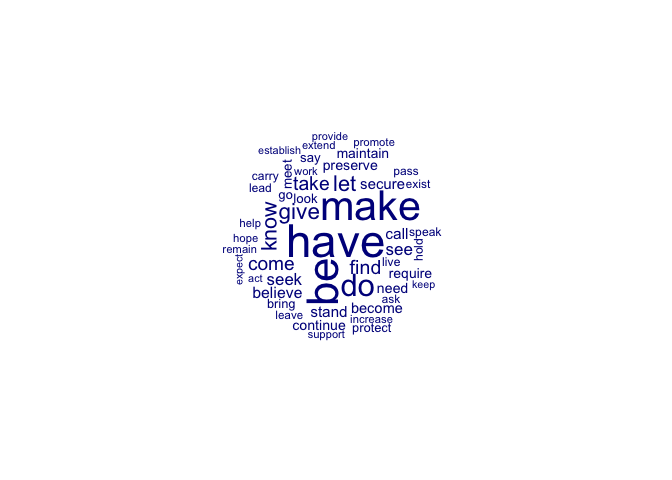 provide
establish extend promote
say maintain
meet work preserve
carry pass
lead take let secure exist
go look
know give make
help call speak
hope have see hold
remain
expect come be find live
act seek do require
believe need keep
bring ask
leave stand become
continue increase
protect
support